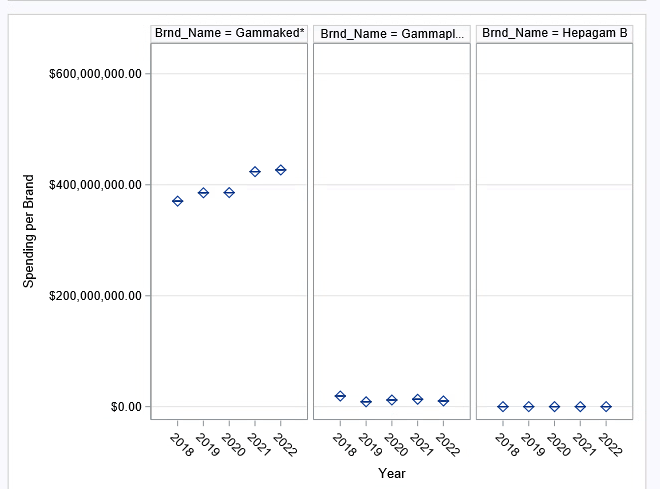 Brnd_Name = Gammaked* Brnd_Name = Gammapl... Brnd_Name = Hepagam B
$600,000,000.00
$400,000,000.00
$200,000,000.00
$0.00
Spending per Brand
2018 2019 2020 2021 2022 2018 2019 2020 2021 2022 2018 2019 2020 2021 2022
Year